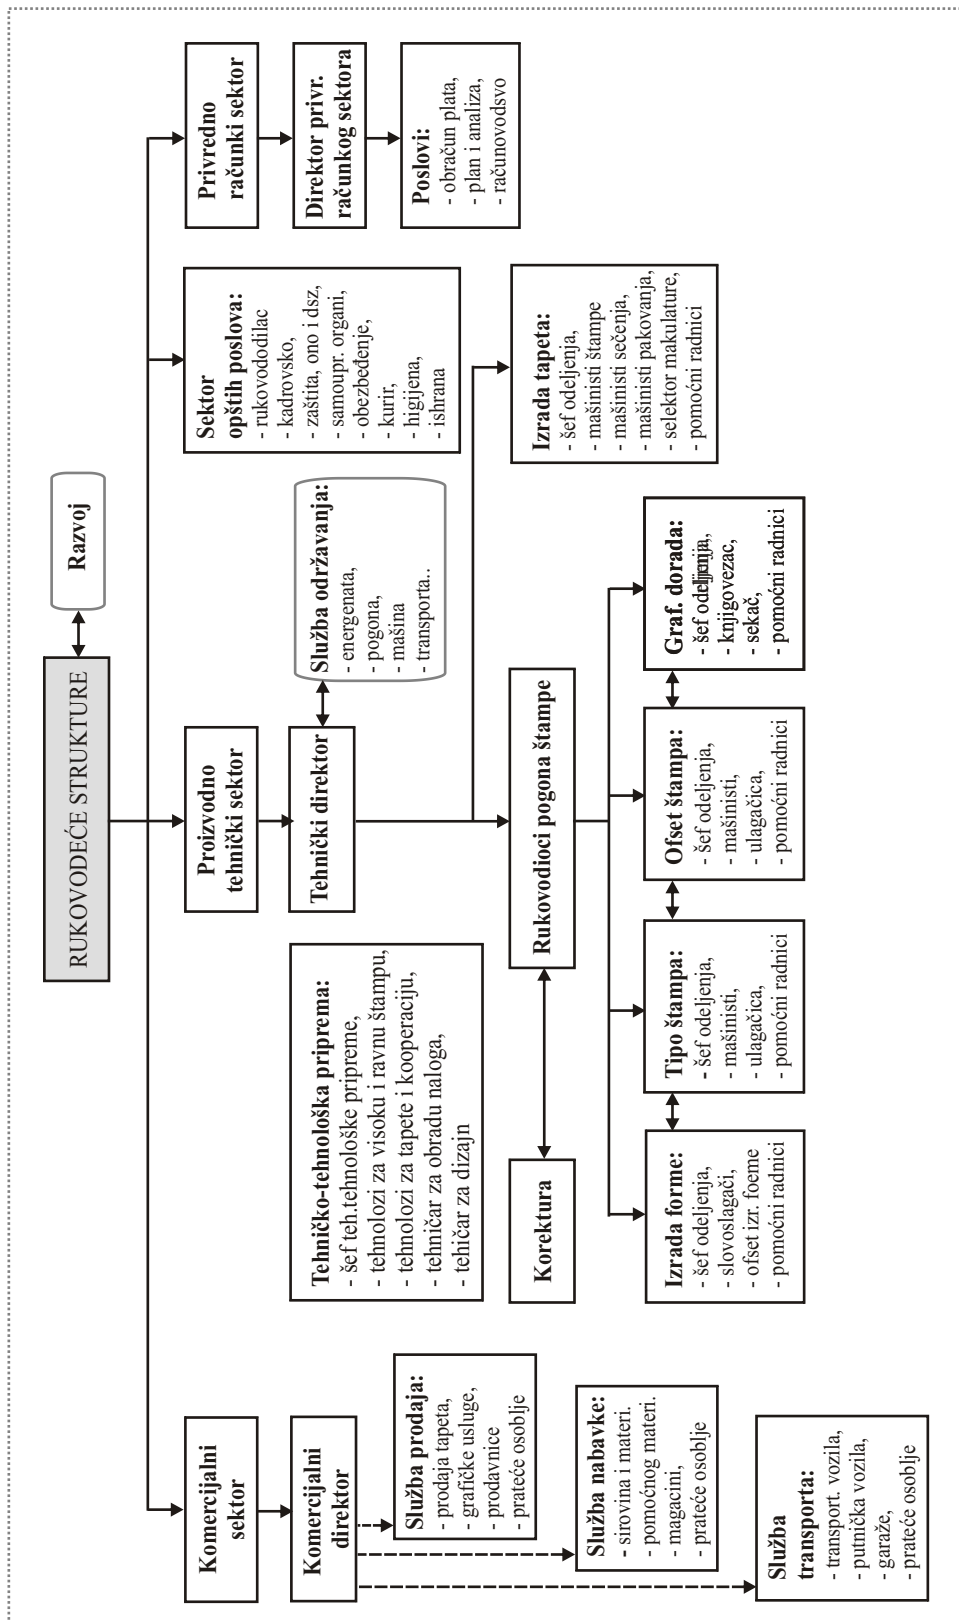 RUKOVODEĆE STRUKTURE
Razvoj
Komercijalni
sektor
Komercijalni
direktor
Služba prodaja:
- prodaja tapeta,
- grafičke usluge,
- prodavnice
- prateće osoblje
Služba nabavke:
- sirovina i materi.
- pomoćnog materi.
- magacini,
- prateće osoblje
Služba
transporta:
- transport. vozila,
- putnička vozila,
- garaže,
- prateće osoblje
Proizvodno
tehnički sektor
Tehnički direktor
Služba održavanja:
- energenata,
- pogona,
- mašina
- transporta..
Tehničko-tehnološka priprema:
- sef teh.tehnološke pripreme,
- tehnolozi za visoku i ravnu štampu,
- tehnolozi za tapete i kooperaciju,
- tehničar za obradu naloga,
- tehičar za dizajn
Korektura
Rukovodioci pogona štampe
Izrada forme:
- šef odeljenja,
- slovoslagači,
- ofset izr. foeme
- pomoćni radnici
Tipo štampa:
- šef odeljenja,
- mašinisti,
- ulagačica,
- pomoćni radnici
Ofset štampa:
- šef odeljenja,
- mašinisti,
- ulagačica,
- pomoćni radnici
Graf. dorada:
- šef odeljenja,
- knjigovezac,
- sekač,
- pomoćni radnici
Sektor
opštih poslova:
- rukovododilac
- kadrovsko,
- zaštita, ono i dsz,
- samoupr. organi,
- obezbeđenje,
- kurir,
- higijena,
- ishrana
Izrada tapeta:
- šef odeljenja,
- mašinisti štampe
- mašinisti sečenja,
- mašinisti pakovanja,
- selektor makulature,
- pomoćni radnici
Privredno
računki sektor
Direktor privr.
računkog sektora
Poslovi:
- obračun plata,
- plan i analiza,
- računovodsvo